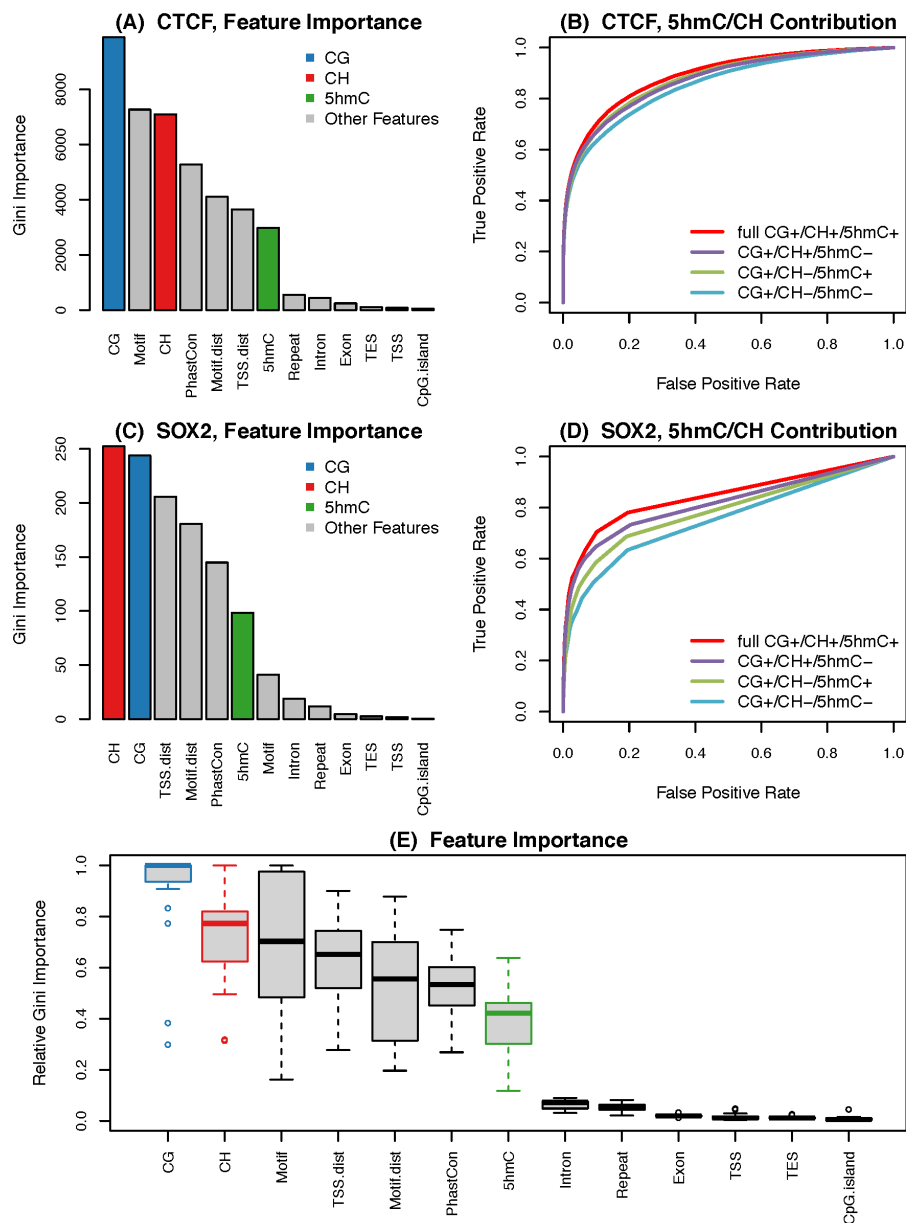 (A) CTCF, Feature Importance
Gini Importance
0
2000
4000
6000
8000
CG
CH
5hmC
Other Features
CG
Motif
CH
PhastCon
Motif.dist
TSS.dist
5hmC
Repeat
Intron
Exon
TES
TSS
CpG.island
(B) CTCF, 5hmC/CH Contribution
True Positive Rate
0.0
0.2
0.4
0.6
0.8
1.0
full CG+/CH+/5hmC+
CG+/CH+/5hmC−
CG+/CH−/5hmC+
CG+/CH−/5hmC−
0.0 0.2 0.4 0.6 0.8 1.0
False Positive Rate
(C) SOX2, Feature Importance
Gini Importance
0
50
100
150
200
250
CG
CH
5hmC
Other Features
CH
CG
TSS.dist
Motif.dist
PhastCon
5hmC
Motif
Intron
Repeat
Exon
TES
TSS
CpG.island
(D) SOX2, 5hmC/CH Contribution
True Positive Rate
0.0
0.2
0.4
0.6
0.8
1.0
full CG+/CH+/5hmC+
CG+/CH+/5hmC−
CG+/CH−/5hmC+
CG+/CH−/5hmC−
0.0 0.2 0.4 0.6 0.8 1.0
False Positive Rate
(E) Feature Importance
Relative Gini Importance
0.0
0.2
0.4
0.6
0.8
1.0
CG
CH
Motif
TSS.dist
Motif.dist
PhastCon
5hmC
Intron
Repeat
Exon
TSS
TES
CpG.island